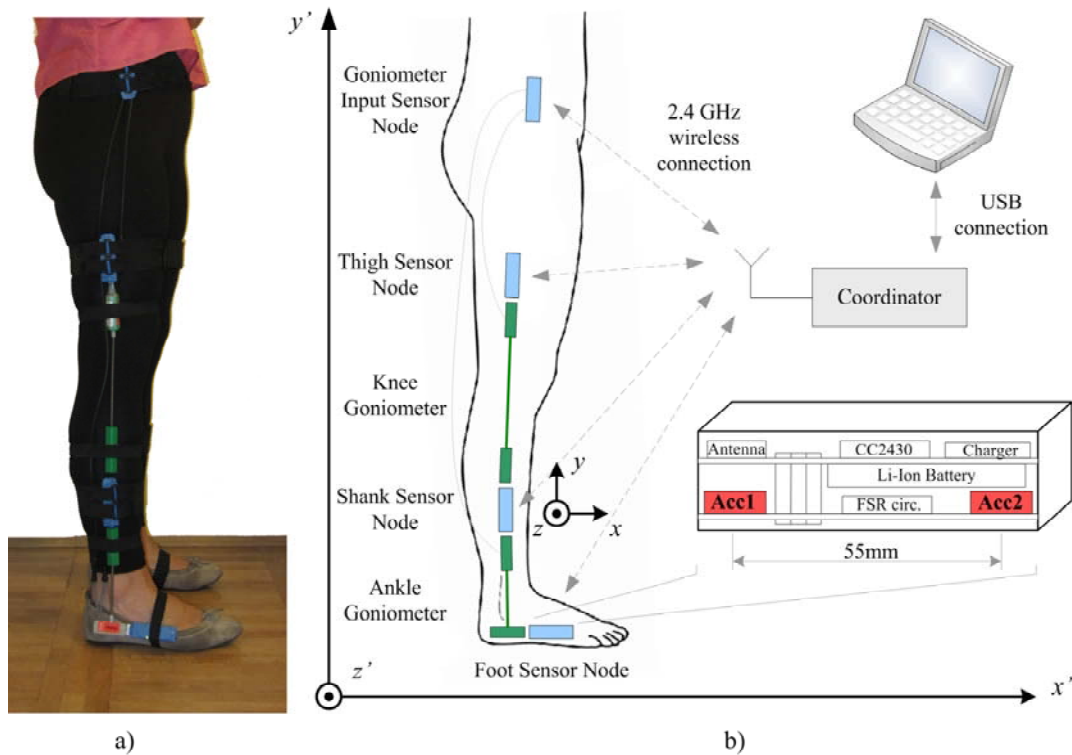 y'
Goniometer
Input Sensor
Node
2.4 GHz
wireless
connection
USB
connection
Thigh Sensor
Node
Coordinator
Knee
Goniometer
Antenna
CC2430
Charger
Li-Ion Battery
Acc1
FSR circ.
Acc2
55mm
Shank Sensor
Node
y
z
x
Ankle
Goniometer
Foot Sensor Node
z'
x'
a)
b)